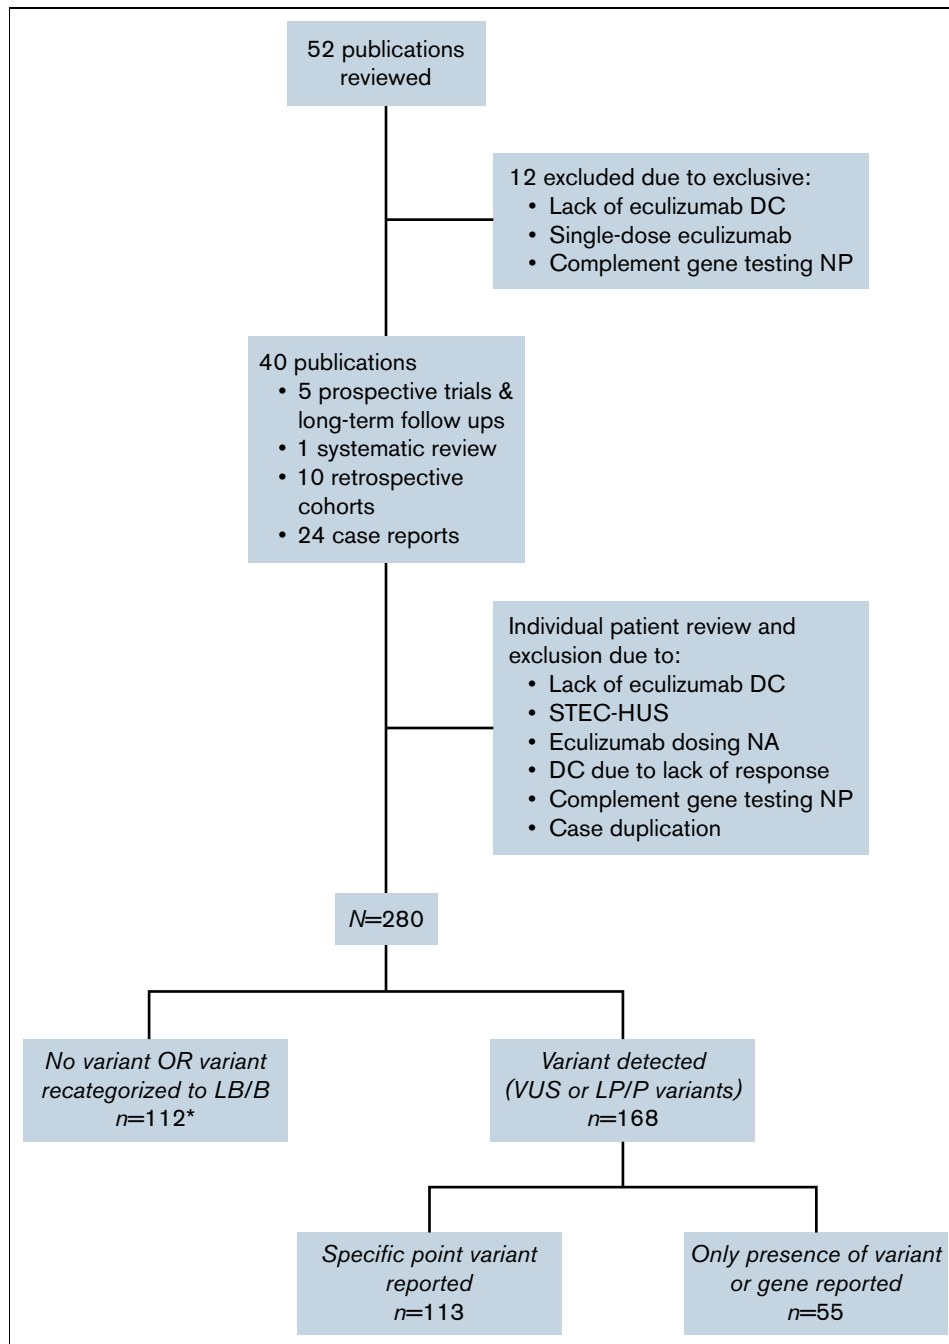 52 publications
reviewed
12 excluded due to exclusive:
• Lack of eculizumab DC
• Single-dose eculizumab
• Complement gene testing NP
40 publications
• 5 prospective trials &
long-term follow ups
• 1 systematic review
• 10 retrospective
cohorts
• 24 case reports
Individual patient review and
exclusion due to:
• Lack of eculizumab DC
• STEC-HUS
• Eculizumab dosing NA
• DC due to lack of response
• Complement gene testing NP
• Case duplication
N=280
No variant OR variant
recategorized to LB/B
n=112*
Variant detected
(VUS or LP/P variants)
n=168
Specific point variant
reported
n=113
Only presence of variant
or gene reported
n=55